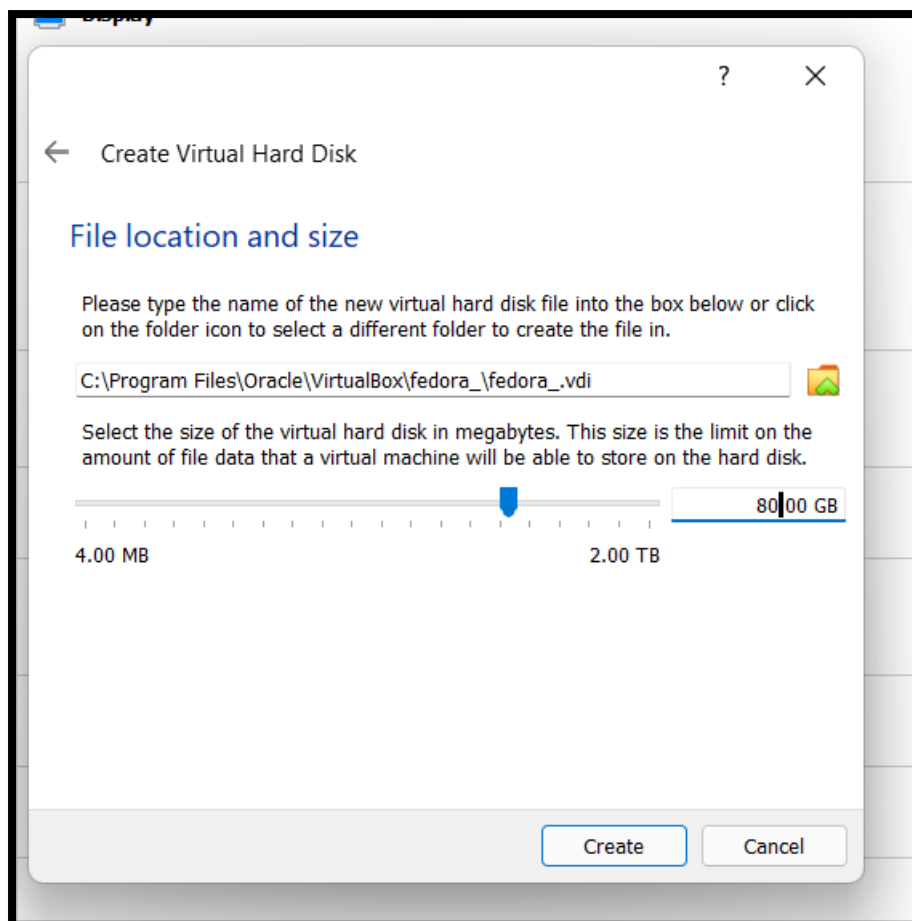 Display
?
Create Virtual Hard Disk
File location and size
Please type the name of the new virtual hard disk file into the box below or click
on the folder icon to select a different folder to create the file in.
C:\Program Files\Oracle\VirtualBox\fedora_\fedora_.vdi
Select the size of the virtual hard disk in megabytes. This size is the limit on the
amount of file data that a virtual machine will be able to store on the hard disk.
80.00 GB
4.00 MB 2.00 TB
Create Cancel